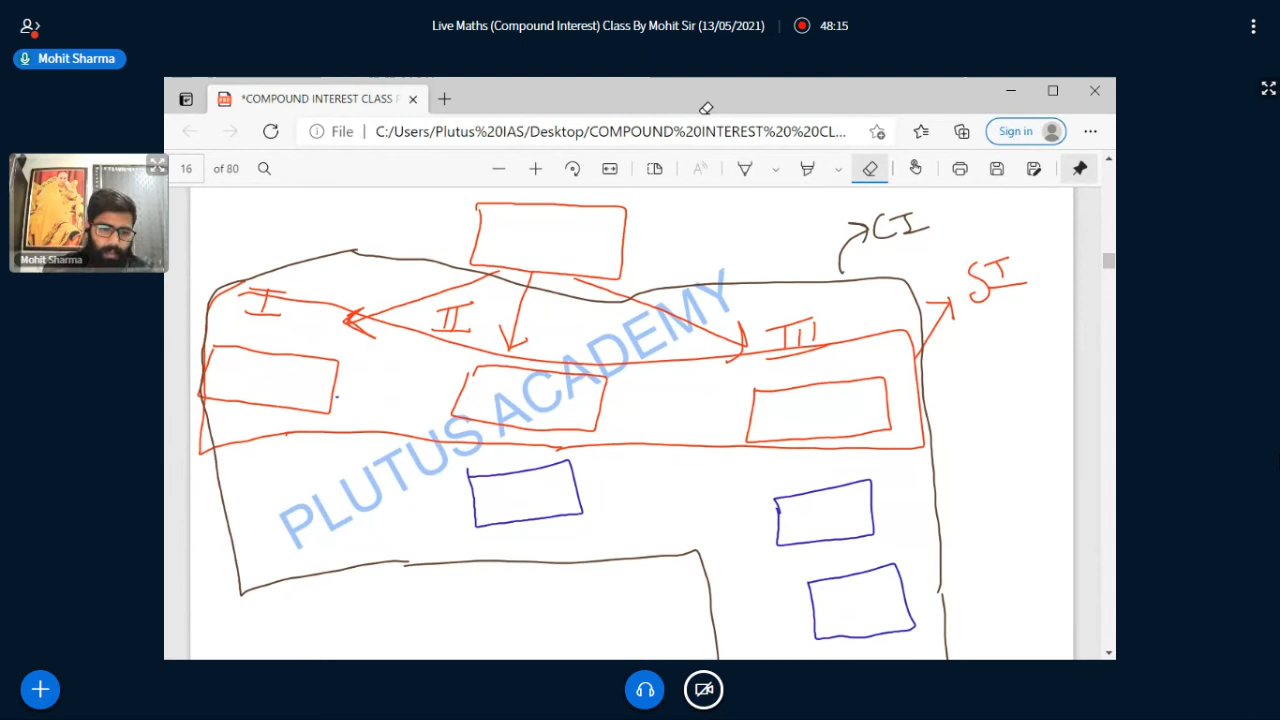 Live Maths (Compound Interest) Class By Mohit Sir (13/05/2021)
48:15
Mohit Sharma
*COMPOUND INTEREST CLASS P
File
C:/Users/Plutus%20IAS/Desktop/COMPOUND%20INTEREST%20%20CL...
Sign in
16
of 80
Mohit Sharma
CI
SI
I
II
III
PLUTUS ACADEMY